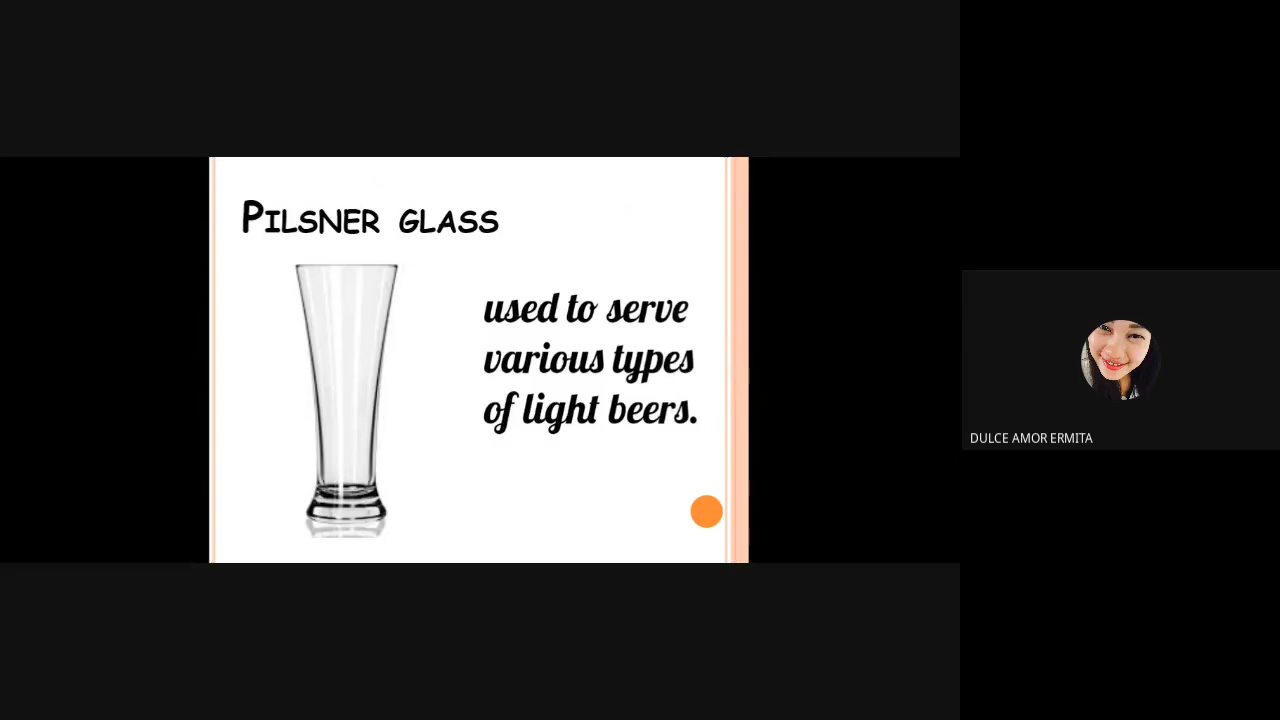 Pilsner glass
used to serve
various types
of light beers.
DULCE AMOR ERMITA